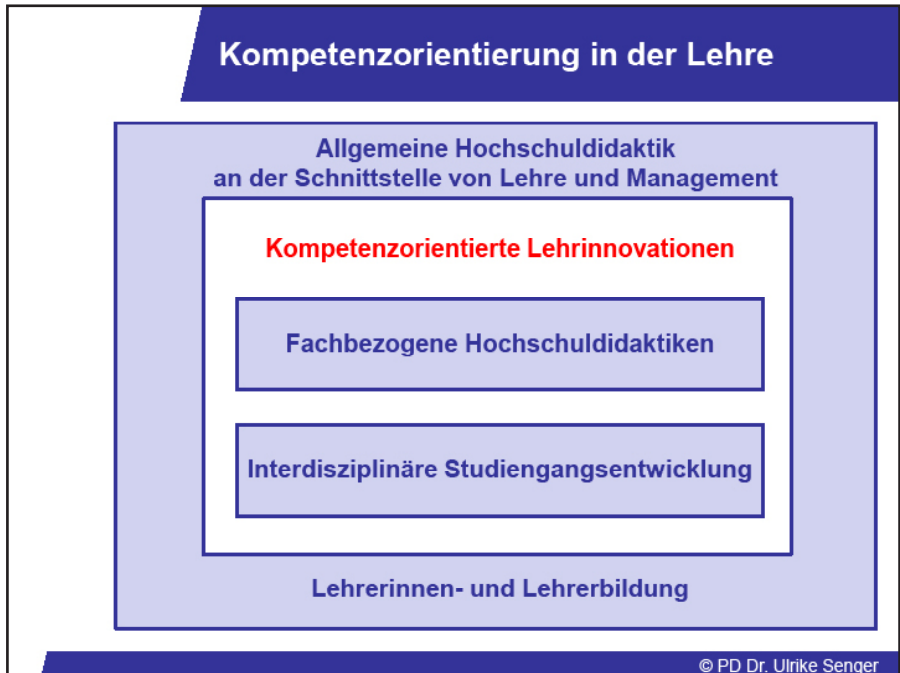 Kompetenzorientierung in der Lehre
Allgemeine Hochschuldidaktik
an der Schnittstelle von Lehre und Management
Kompetenzorientierte Lehrinnovationen
Fachbezogene Hochschuldidaktiken
Interdisziplinäre Studiengangsentwicklung
Lehrerinnen- und Lehrerbildung
© PD Dr. Ulrike Senger